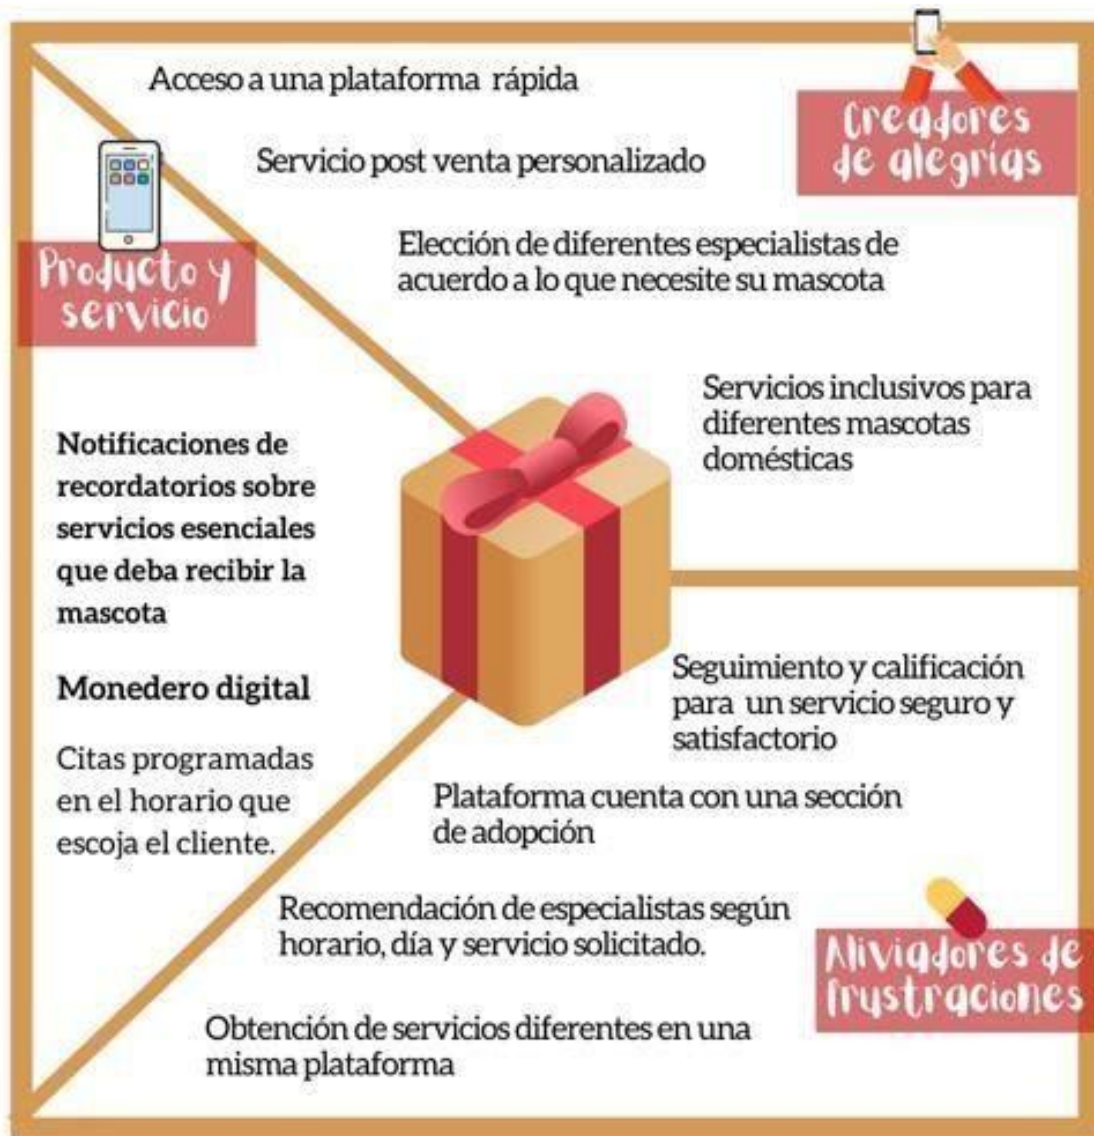 Acceso a una plataforma rápida
Creadores
de alegrías
Servicio post venta personalizado
Elección de diferentes especialistas de
acuerdo a lo que necesite su mascota
Producto y
servicio
Servicios inclusivos para
diferentes mascotas
domésticas
Notificaciones de
recordatorios sobre
servicios esenciales
que deba recibir la
mascota
Monedero digital
Citas programadas
en el horario que
escoja el cliente.
Seguimiento y calificación
para un servicio seguro y
satisfactorio
Plataforma cuenta con una sección
de adopción
Recomendación de especialistas según
horario, día y servicio solicitado.
Aliviadores de
frustraciones
Obtención de servicios diferentes en una
misma plataforma